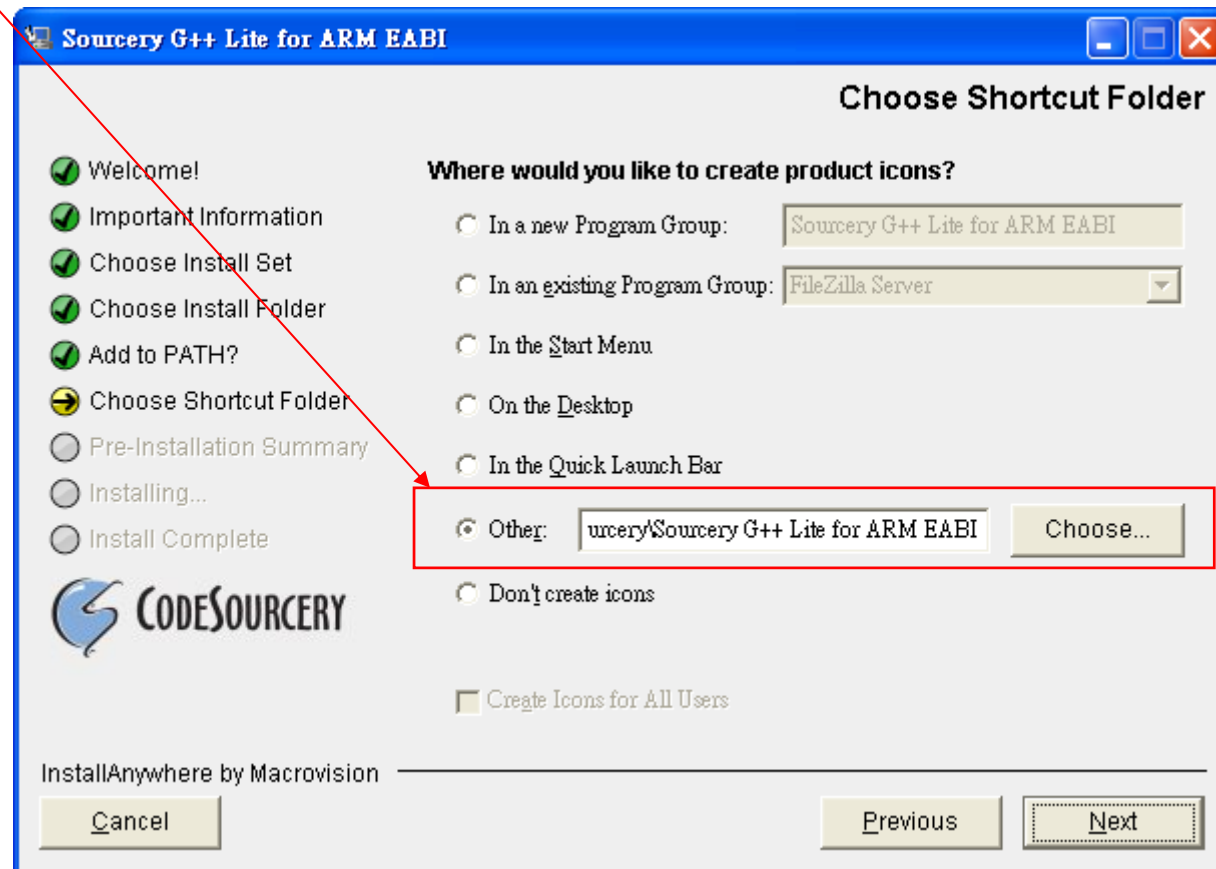 Sourcery G++ Lite for ARM EABI
Choose Shortcut Folder
Welcome!
Important Information
Choose Install Set
Choose Install Folder
Add to PATH?
Choose Shortcut Folder
Pre-Installation Summary
Installing...
Install Complete
CODESOURCERY
Where would you like to create product icons?
In a new Program Group: Sourcery G++ Lite for ARM EABI
In an existing Program Group: FileZilla Server
In the Start Menu
On the Desktop
In the Quick Launch Bar
Other: urcery\Sourcery G++ Lite for ARM EABI Choose...
Don't create icons
Create Icons for All Users
InstallAnywhere by Macrovision
Cancel Previous Next